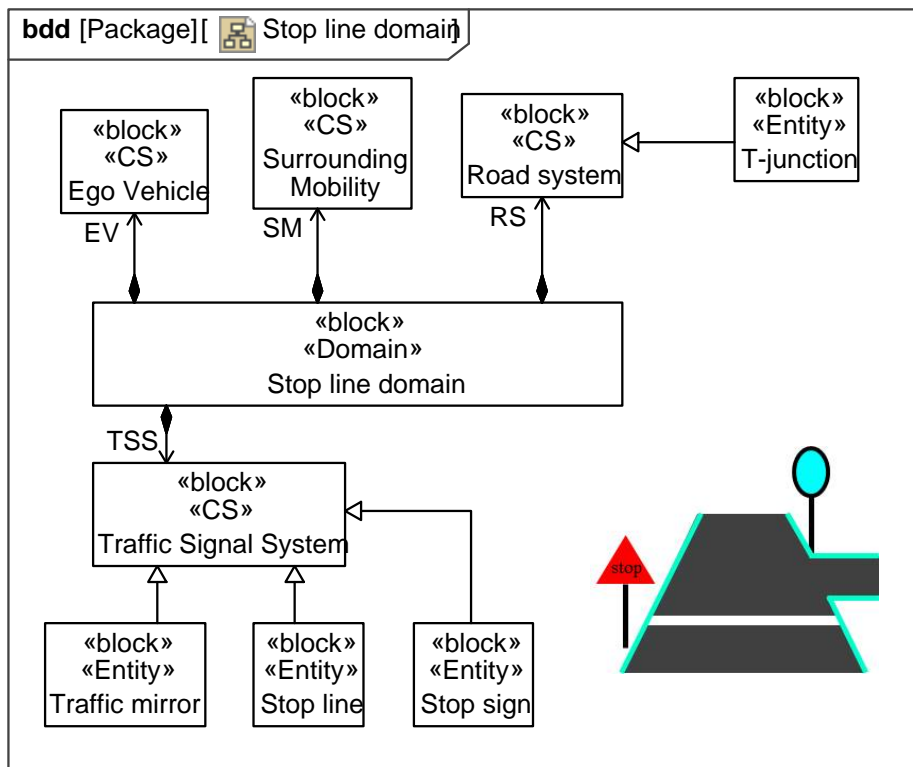 bdd [Package][ Stop line domain]
«block»
«CS»
Ego Vehicle
«block»
«CS»
Surrounding
Mobility
«block»
«CS»
Road system
«block»
«Entity»
T-junction
EV
SM
RS
«block»
«Domain»
Stop line domain
TSS
«block»
«CS»
Traffic Signal System
«block»
«Entity»
Traffic mirror
«block»
«Entity»
Stop line
«block»
«Entity»
Stop sign
stop